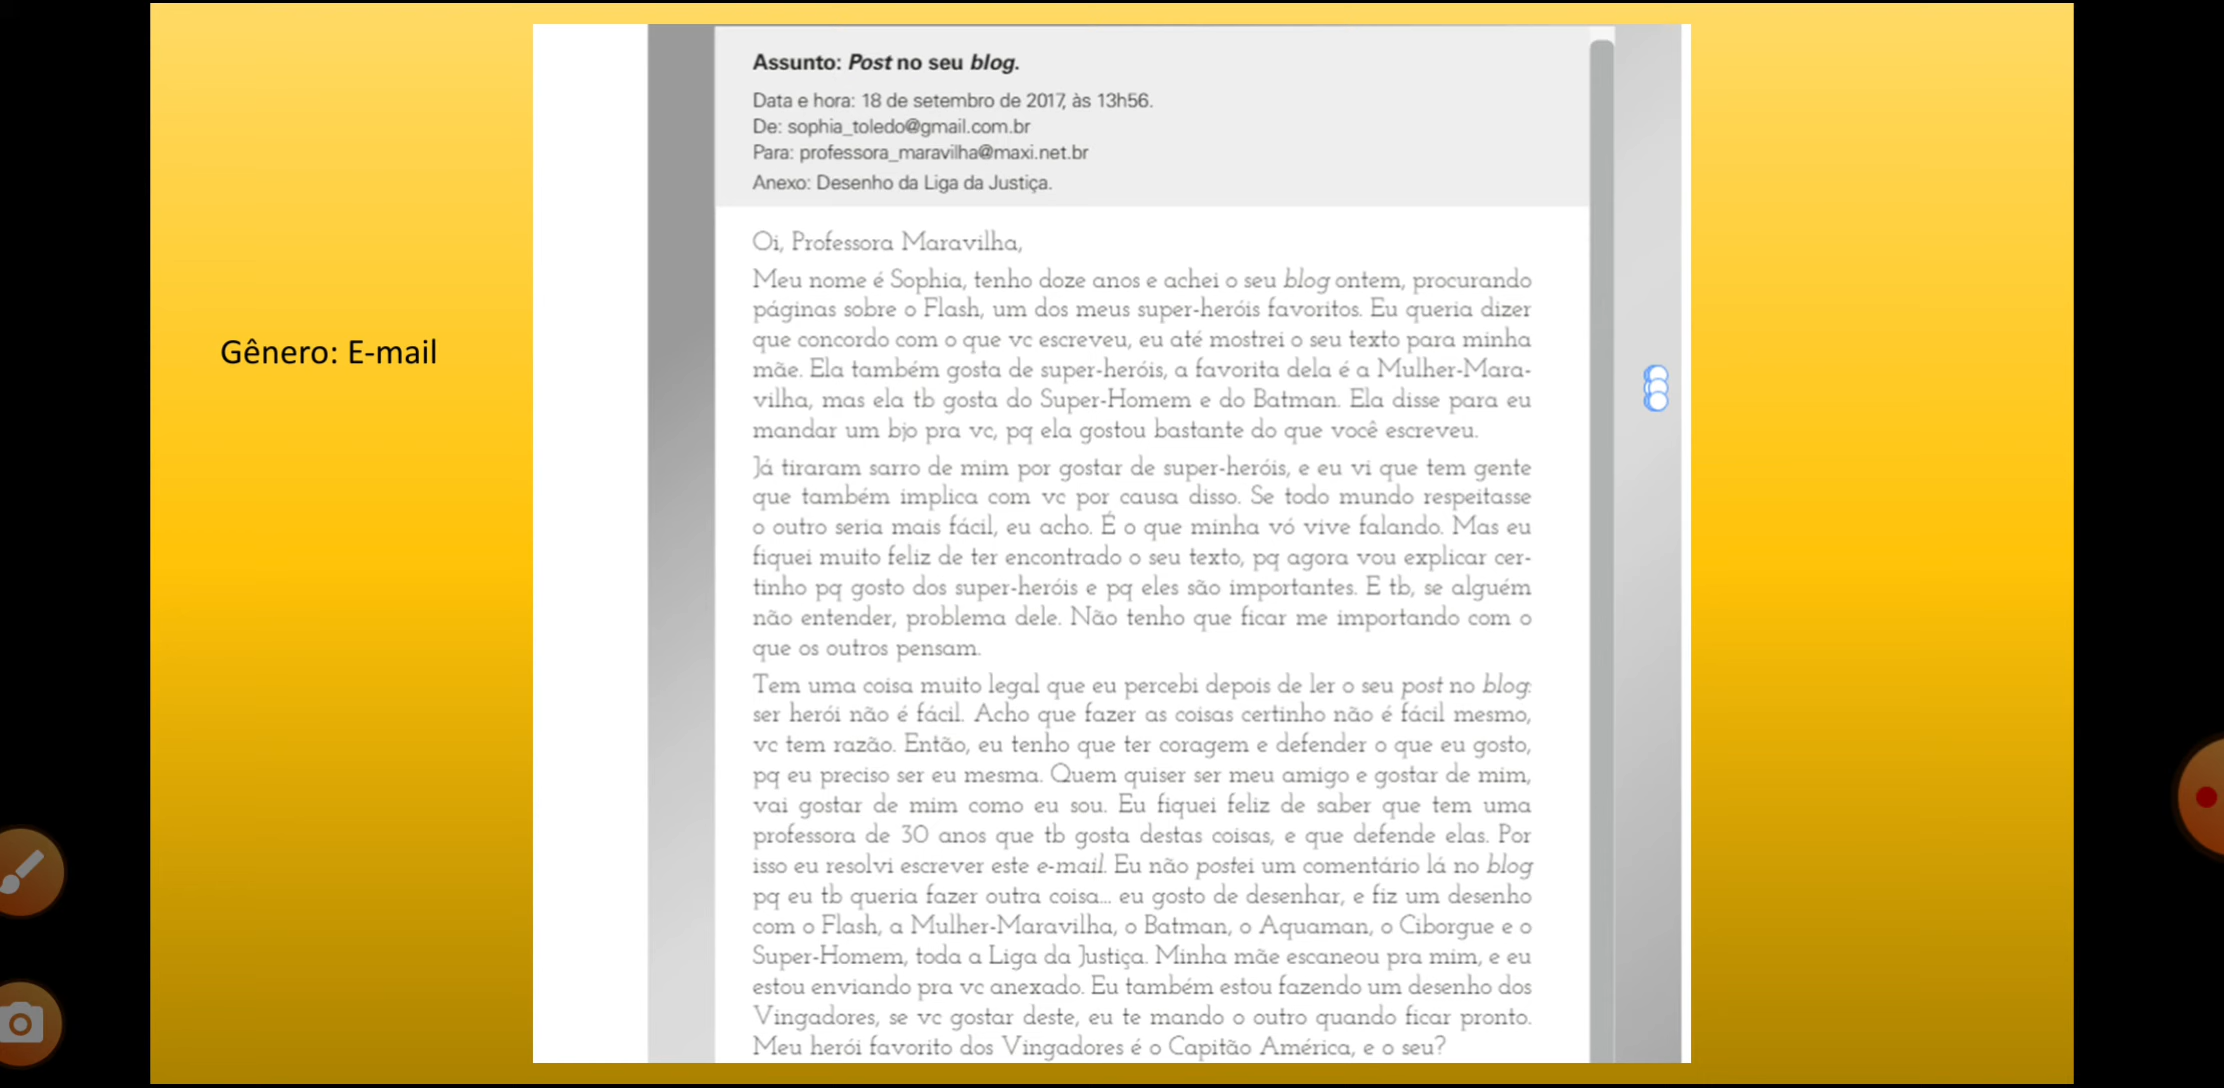 Gênero: E-mail
Assunto: Post no seu blog.
Data e hora: 18 de setembro de 2017, às 13h56.
De: sophia_toledo@gmail.com.br
Para: professora_maravilha@maxi.net.br
Anexo: Desenho da Liga da Justiça.
Oi, Professora Maravilha,
Meu nome é Sophia, tenho doze anos e achei o seu blog ontem, procurando
páginas sobre o Flash, um dos meus super-heróis favoritos. Eu queria dizer
que concordo com o que vc escreveu, eu até mostrei o seu texto para minha
mãe. Ela também gosta de super-heróis, a favorita dela é a Mulher-Mara-
vilha, mas ela tb gosta do Super-Homem e do Batman. Ela disse para eu
mandar um bjo pra vc, pq ela gostou bastante do que você escreveu.
Já tiraram sarro de mim por gostar de super-heróis, e eu vi que tem gente
que também implica com vc por causa disso. Se todo mundo respeitasse
o outro seria mais fácil, eu acho. É o que minha vó vive falando. Mas eu
fiquei muito feliz de ter encontrado o seu texto, pq agora vou explicar cer-
tinho pq gosto dos super-heróis e pq eles são importantes. E tb, se alguém
não entender, problema dele. Não tenho que ficar me importando com o
que os outros pensam.
Tem uma coisa muito legal que eu percebi depois de ler o seu post no blog:
ser herói não é fácil. Acho que fazer as coisas certinho não é fácil mesmo,
vc tem razão. Então, eu tenho que ter coragem e defender o que eu gosto,
pq eu preciso ser eu mesma. Quem quiser ser meu amigo e gostar de mim,
vai gostar de mim como eu sou. Eu fiquei feliz de saber que tem uma
professora de 30 anos que tb gosta destas coisas, e que defende elas. Por
isso eu resolvi escrever este e-mail. Eu não postei um comentário lá no blog
pq eu tb queria fazer outra coisa... eu gosto de desenhar, e fiz um desenho
com o Flash, a Mulher-Maravilha, o Batman, o Aquaman, o Ciborgue e o
Super-Homem, toda a Liga da Justiça. Minha mãe escaneou pra mim, e eu
estou enviando pra vc anexado. Eu também estou fazendo um desenho dos
Vingadores, se vc gostar deste, eu te mando o outro quando ficar pronto.
Meu herói favorito dos Vingadores é o Capitão América, e o seu?